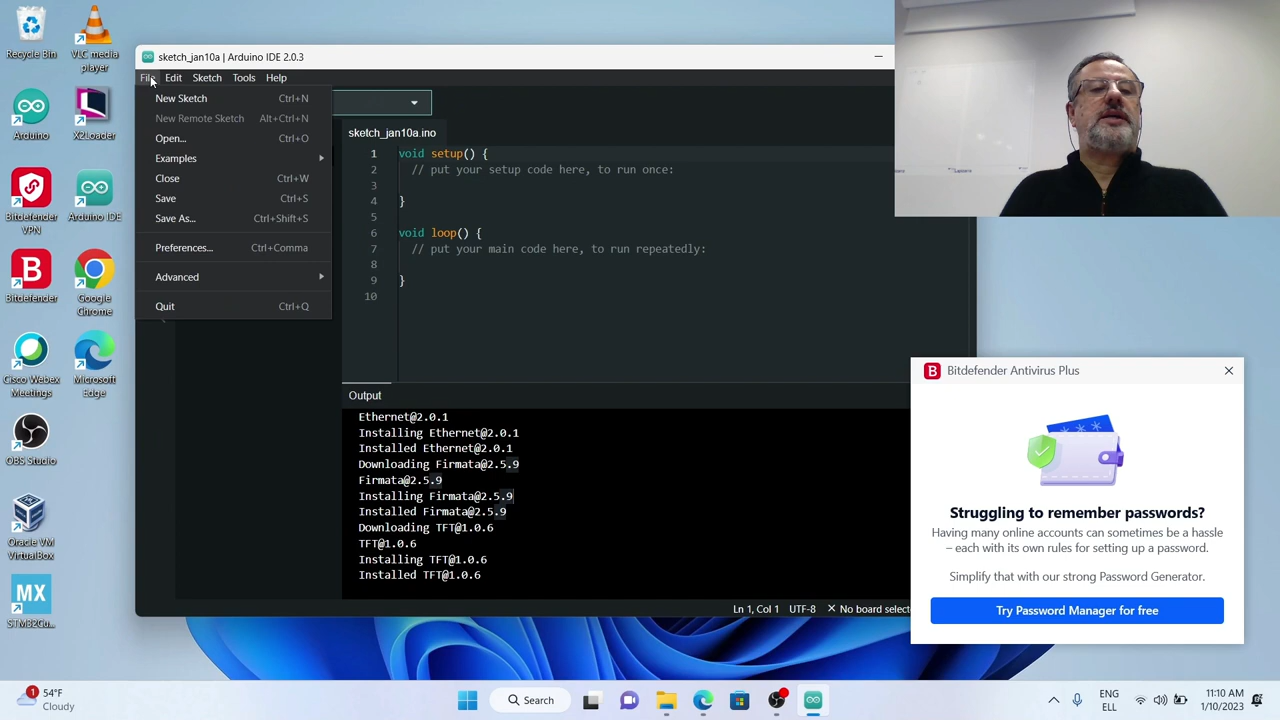 Recycle Bin
VLC media
player
Arduino
X2Loader
Bitdefender
VPN
Arduino IDE
Bitdefender
Google
Chrome
Cisco Webex
Meetings
Microsoft
Edge
OBS Studio
Oracle VM
VirtualBox
MX
STM32Cu...
sketch_jan10a | Arduino IDE 2.0.3
File Edit Sketch Tools Help
New Sketch Ctrl+N
New Remote Sketch Alt+Ctrl+N
Open... Ctrl+O
Examples
Close Ctrl+W
Save Ctrl+S
Save As... Ctrl+Shift+S
Preferences... Ctrl+Comma
Advanced
Quit Ctrl+Q
sketch_jan10a.ino
1 void setup() {
2 // put your setup code here, to run once:
3
4 }
5
6 void loop() {
7 // put your main code here, to run repeatedly:
8
9 }
10
Output
Ethernet@2.0.1
Installing Ethernet@2.0.1
Installed Ethernet@2.0.1
Downloading Firmata@2.5.9
Firmata@2.5.9
Installing Firmata@2.5.9
Installed Firmata@2.5.9
Downloading TFT@1.0.6
TFT@1.0.6
Installing TFT@1.0.6
Installed TFT@1.0.6
Ln 1, Col 1 UTF-8 No board selecte
B Bitdefender Antivirus Plus
Struggling to remember passwords?
Having many online accounts can sometimes be a hassle
– each with its own rules for setting up a password.
Simplify that with our strong Password Generator.
Try Password Manager for free
1 54°F
Cloudy
Search
ENG
ELL
11:10 AM
1/10/2023